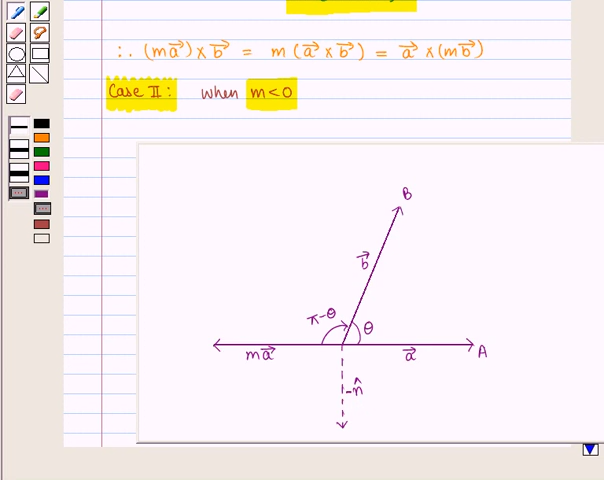 ∴ (m a⃗) × b⃗ = m (a⃗ × b⃗) = a⃗ × (m b⃗)
Case II: when m < 0
B
b⃗
π-θ θ
m a⃗ a⃗ A
-n̂